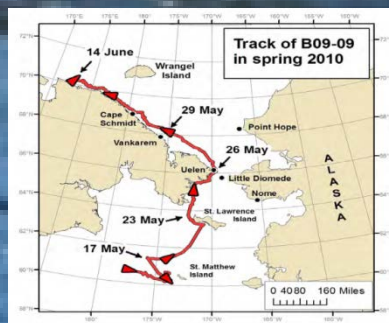 Track of B09-09
in spring 2010
14 June
Wrangel
Island
29 May
Cape
Schmidt
Point Hope
Vankarem
26 May
Uelen
Little Diomede
Nome
ALASKA
23 May
St. Lawrence
Island
17 May
St. Matthew
Island
0 40 80 160 Miles